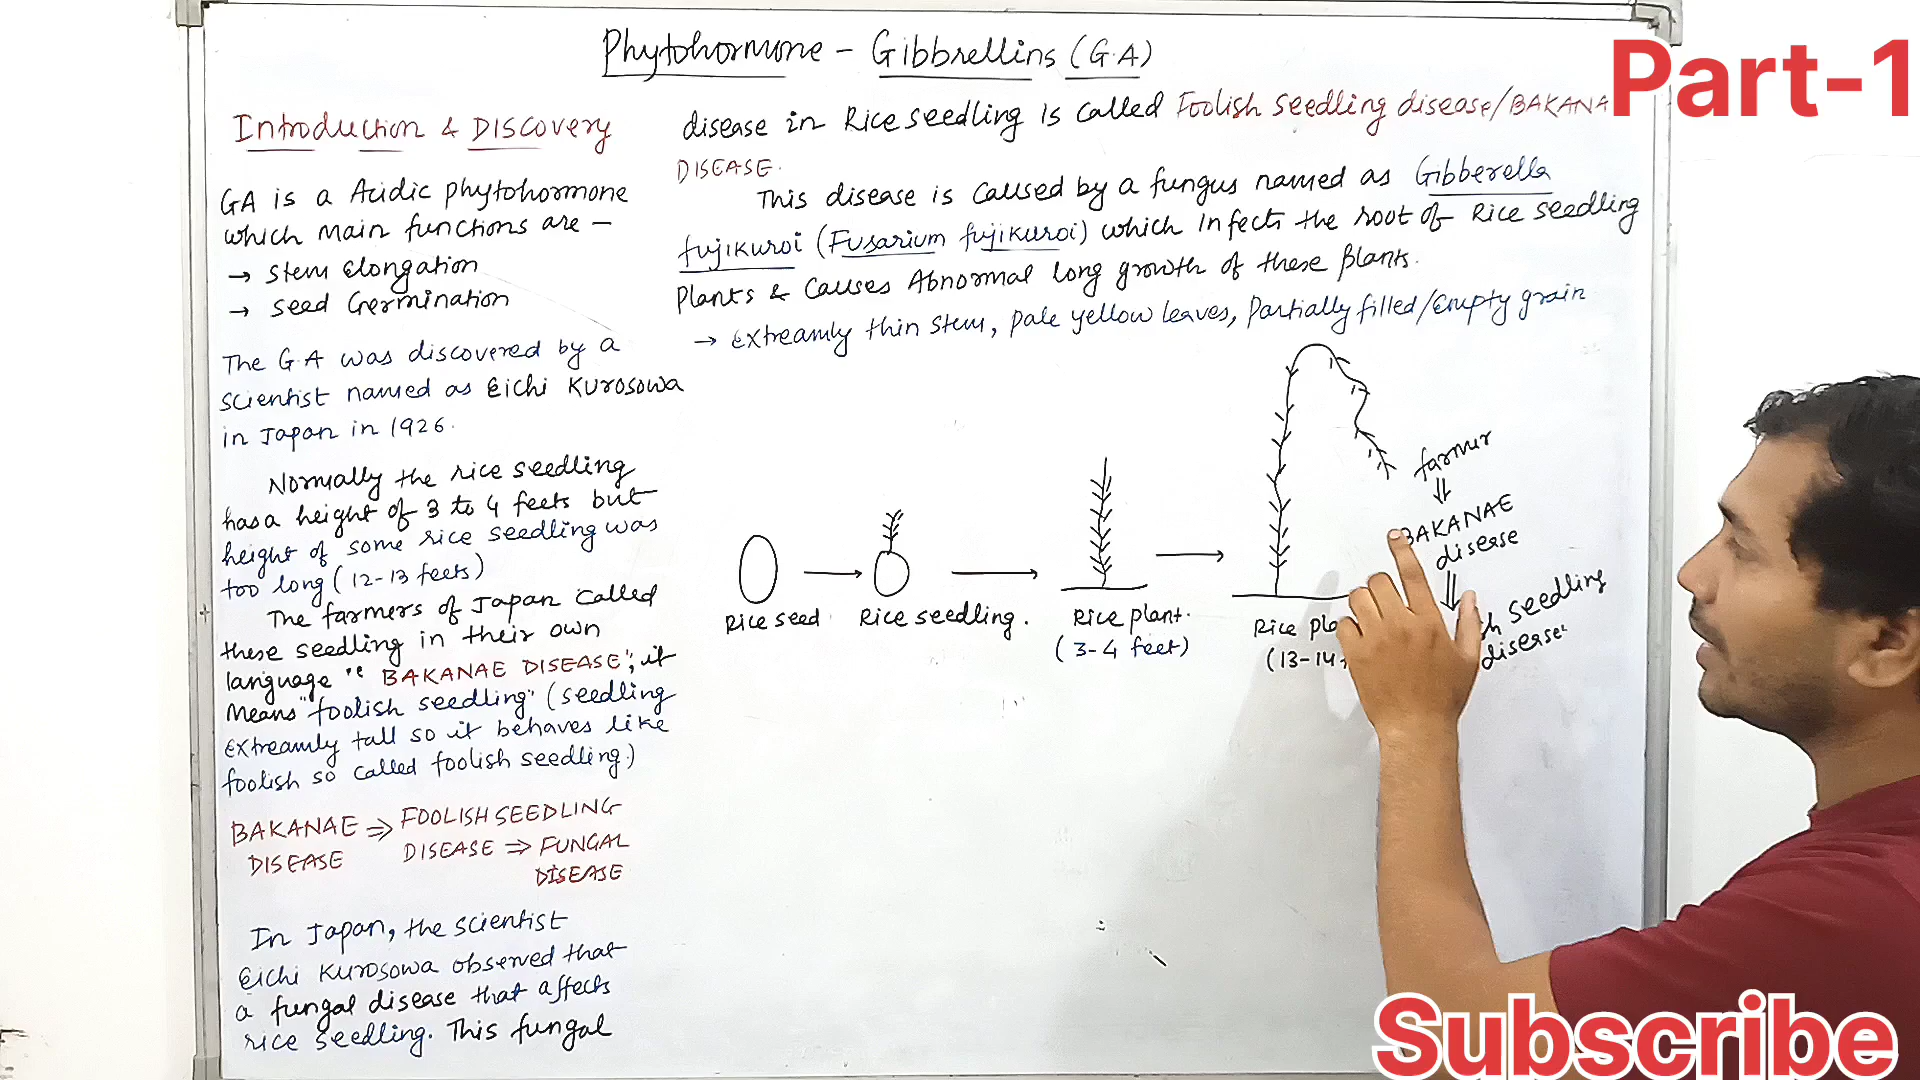 Phytohormone - Gibbrellins (G.A)
Part-1
Introduction & DISCOVERY
GA is a Acidic phytohormone
which main functions are -
→ Stem Elongation
→ Seed Germination
The G.A was discovered by a
scientist named as Eichi Kurosowa
in Japan in 1926.
Normally the rice seedling
has a height of 3 to 4 feets but
height of some rice seedling was
too long (12-13 feets)
The farmers of Japan called
these seedling in their own
language "BAKANAE DISEASE", it
Means "foolish seedling" (seedling
extreamly tall so it behaves like
foolish so called foolish seedling.)
BAKANAE ⇒ FOOLISH SEEDLING
DISEASE DISEASE ⇒ FUNGAL
DISEASE
In Japan, the scientist
Eichi Kurosowa observed that
a fungal disease that affects
rice seedling. This fungal
disease in Rice seedling is called Foolish seedling disease/BAKANA
DISEASE.
This disease is caused by a fungus named as Gibberella
fujikuroi (Fusarium fujikuroi) which Infects the root of Rice seedling
Plants & Causes Abnormal long growth of these plants.
→ Extreamly thin stem, pale yellow leaves, Partially filled/Empty grain
farmer
⇓
BAKANAE
disease
⇓
seedling
disease
Rice seed
Rice seedling.
Rice plant.
(3-4 feet)
Rice
(13-14
Subscribe